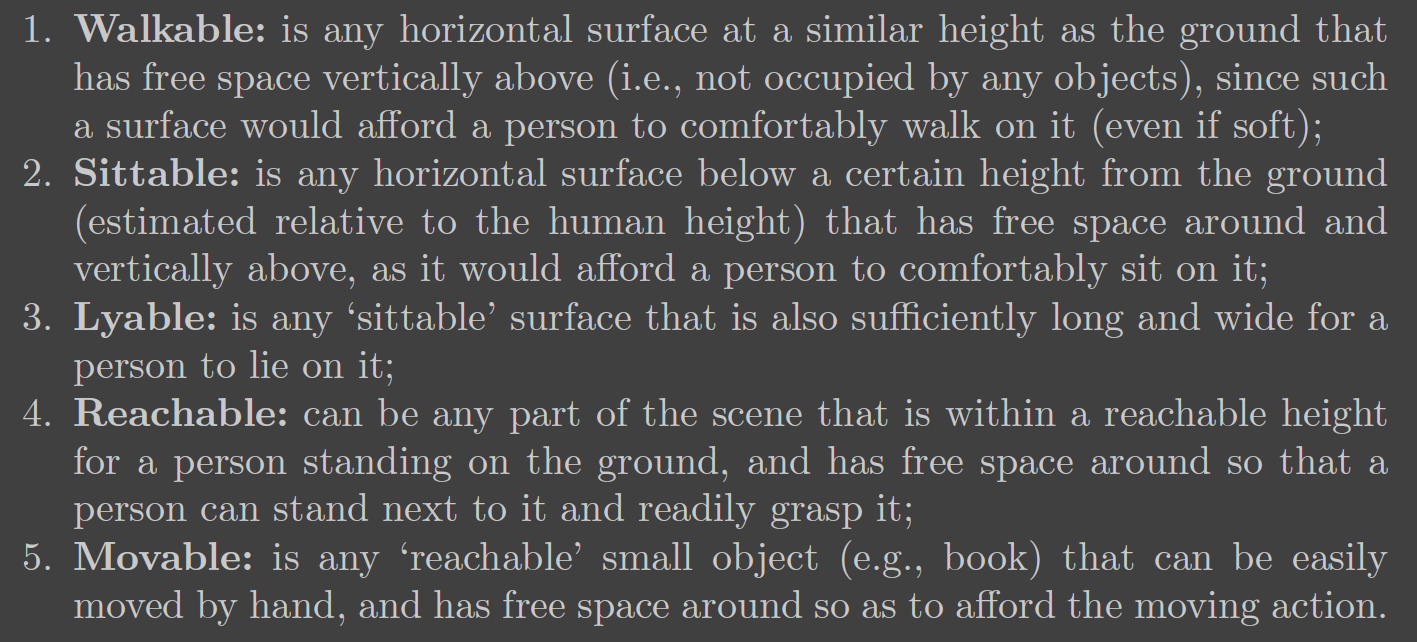 1. Walkable: is any horizontal surface at a similar height as the ground that
has free space vertically above (i.e., not occupied by any objects), since such
a surface would afford a person to comfortably walk on it (even if soft);
2. Sittable: is any horizontal surface below a certain height from the ground
(estimated relative to the human height) that has free space around and
vertically above, as it would afford a person to comfortably sit on it;
3. Lyable: is any ‘sittable’ surface that is also sufficiently long and wide for a
person to lie on it;
4. Reachable: can be any part of the scene that is within a reachable height
for a person standing on the ground, and has free space around so that a
person can stand next to it and readily grasp it;
5. Movable: is any ‘reachable’ small object (e.g., book) that can be easily
moved by hand, and has free space around so as to afford the moving action.